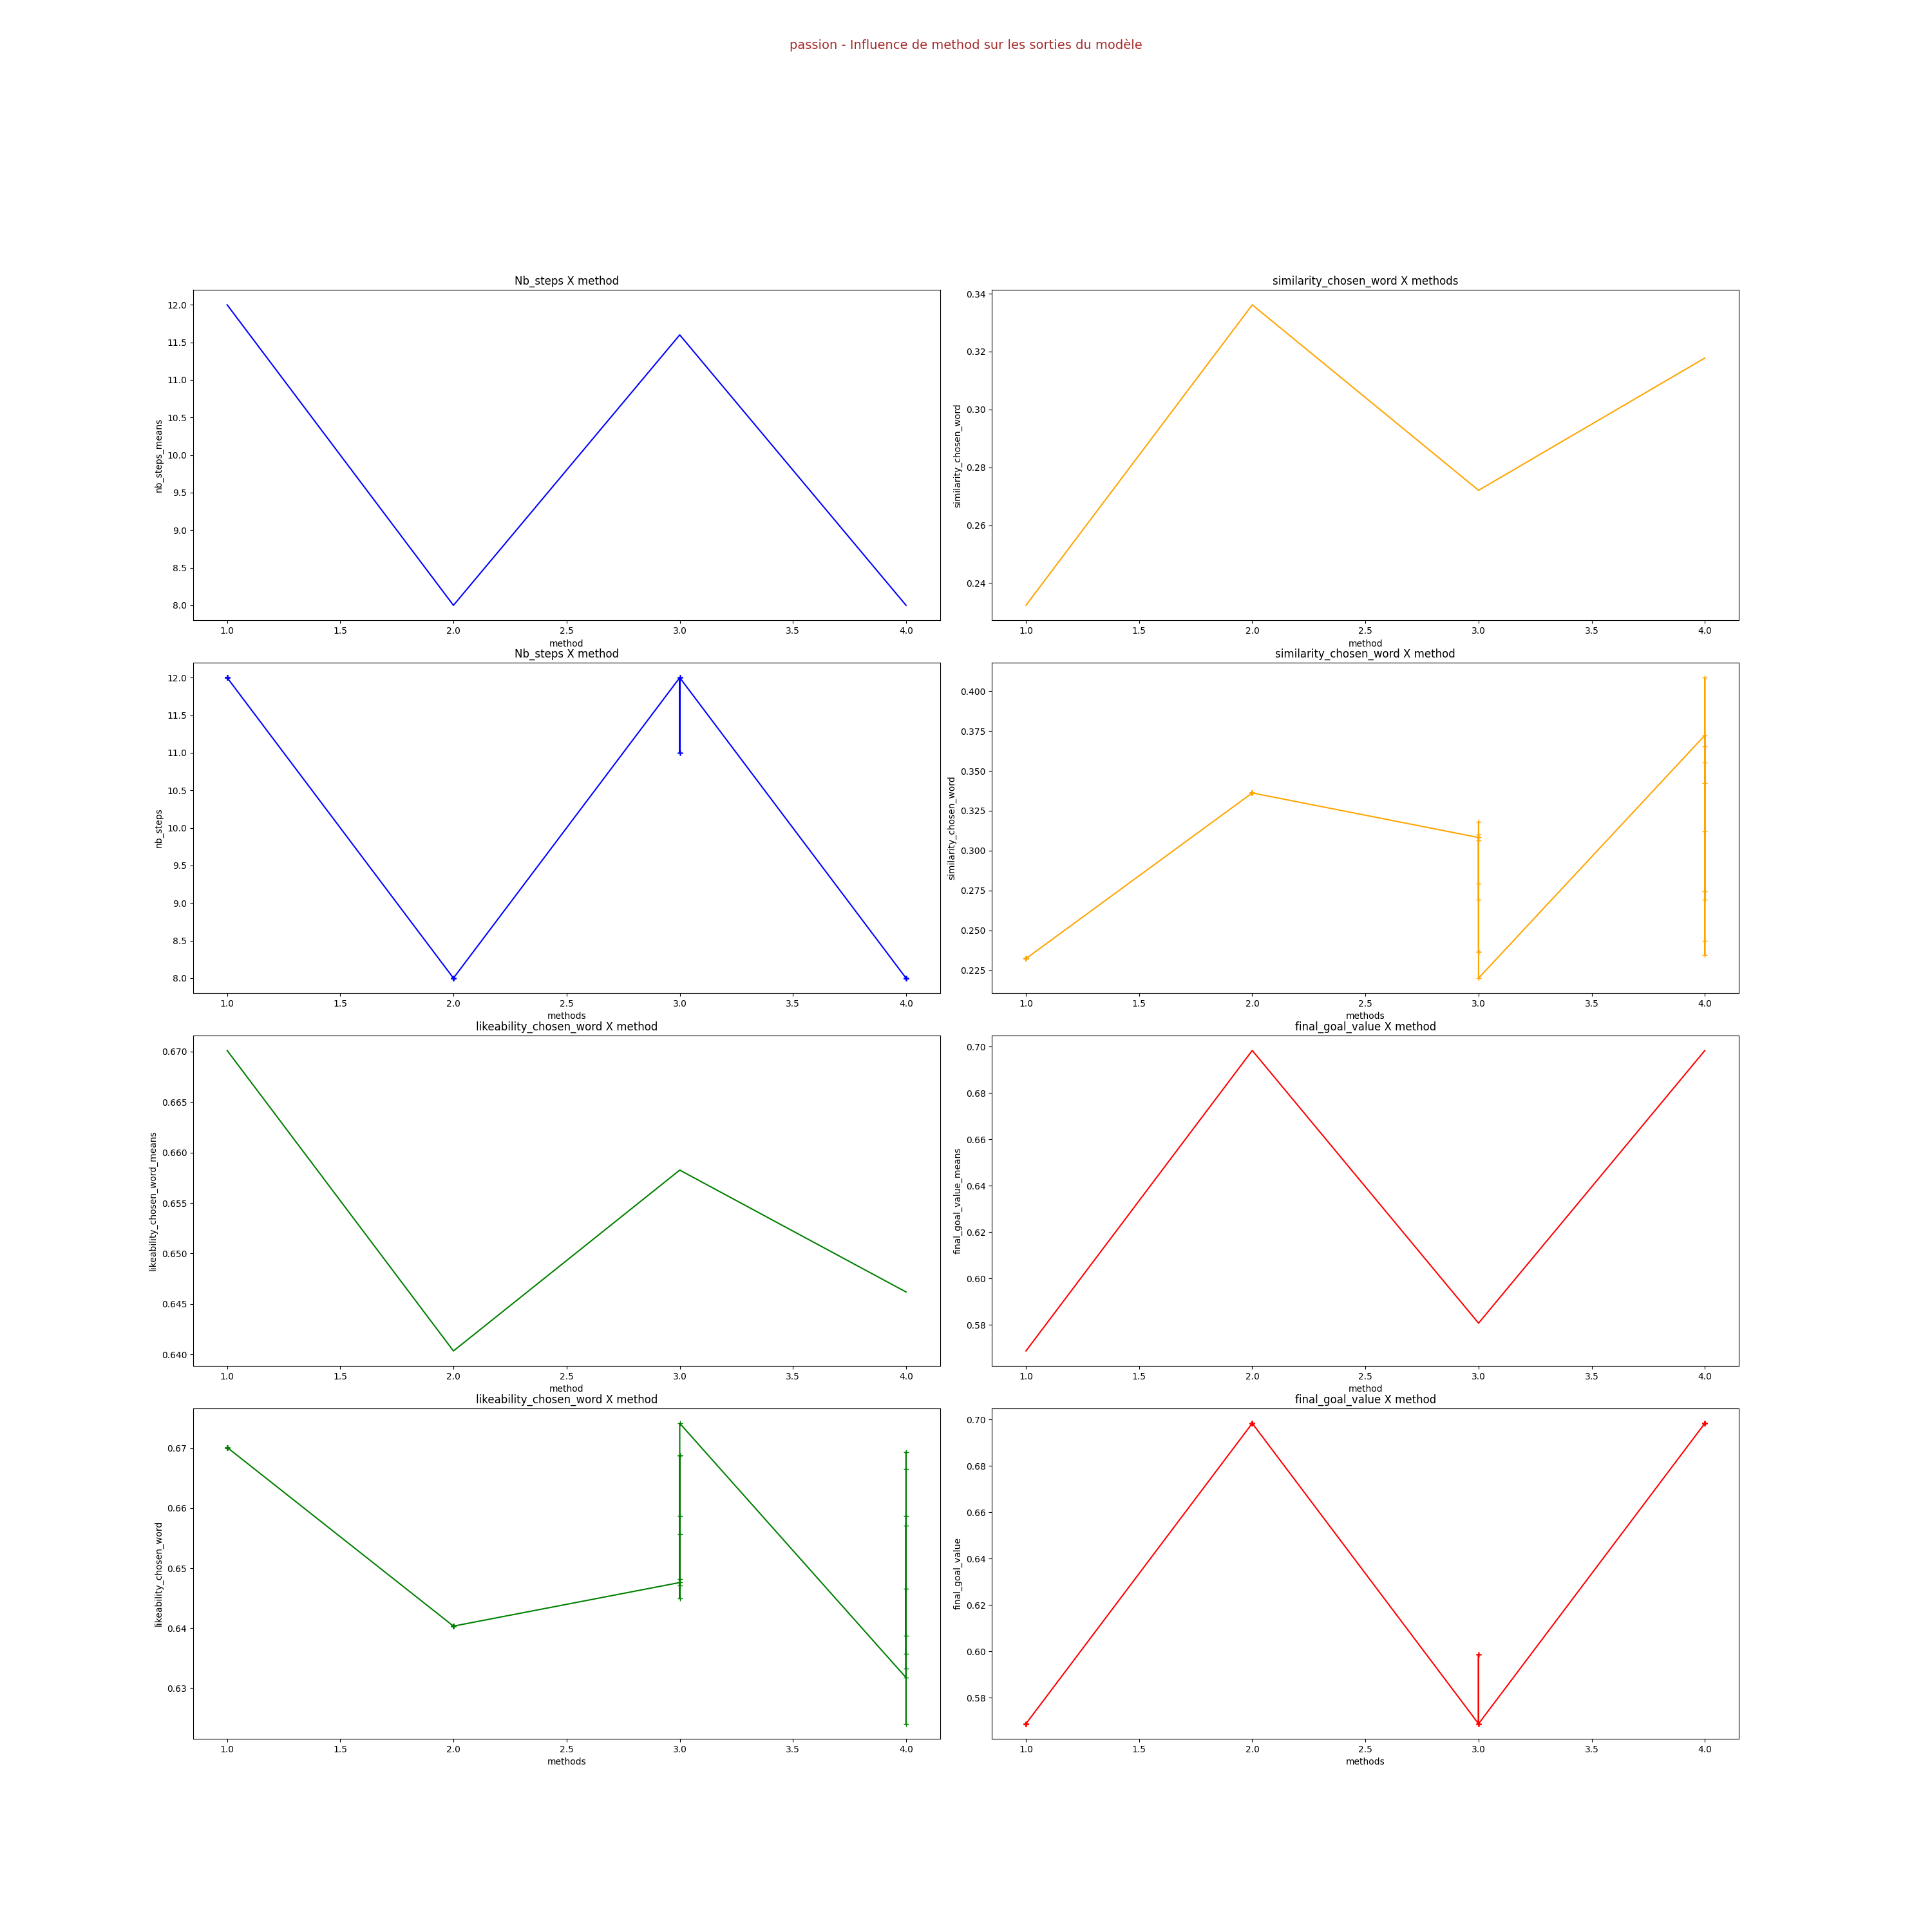 passion - Influence de method sur les sorties du modèle
Nb_steps X method
nb_steps_means
12.0
11.5
11.0
10.5
10.0
9.5
9.0
8.5
8.0
1.0 1.5 2.0 2.5 3.0 3.5 4.0
method
similarity_chosen_word X methods
similarity_chosen_word
0.34
0.32
0.30
0.28
0.26
0.24
1.0 1.5 2.0 2.5 3.0 3.5 4.0
method
Nb_steps X method
nb_steps
12.0
11.5
11.0
10.5
10.0
9.5
9.0
8.5
8.0
1.0 1.5 2.0 2.5 3.0 3.5 4.0
methods
similarity_chosen_word X method
similarity_chosen_word
0.400
0.375
0.350
0.325
0.300
0.275
0.250
0.225
1.0 1.5 2.0 2.5 3.0 3.5 4.0
methods
likeability_chosen_word X method
likeability_chosen_word_means
0.670
0.665
0.660
0.655
0.650
0.645
0.640
1.0 1.5 2.0 2.5 3.0 3.5 4.0
method
final_goal_value X method
final_goal_value_means
0.70
0.68
0.66
0.64
0.62
0.60
0.58
1.0 1.5 2.0 2.5 3.0 3.5 4.0
method
likeability_chosen_word X method
likeability_chosen_word
0.67
0.66
0.65
0.64
0.63
1.0 1.5 2.0 2.5 3.0 3.5 4.0
methods
final_goal_value X method
final_goal_value
0.70
0.68
0.66
0.64
0.62
0.60
0.58
1.0 1.5 2.0 2.5 3.0 3.5 4.0
methods